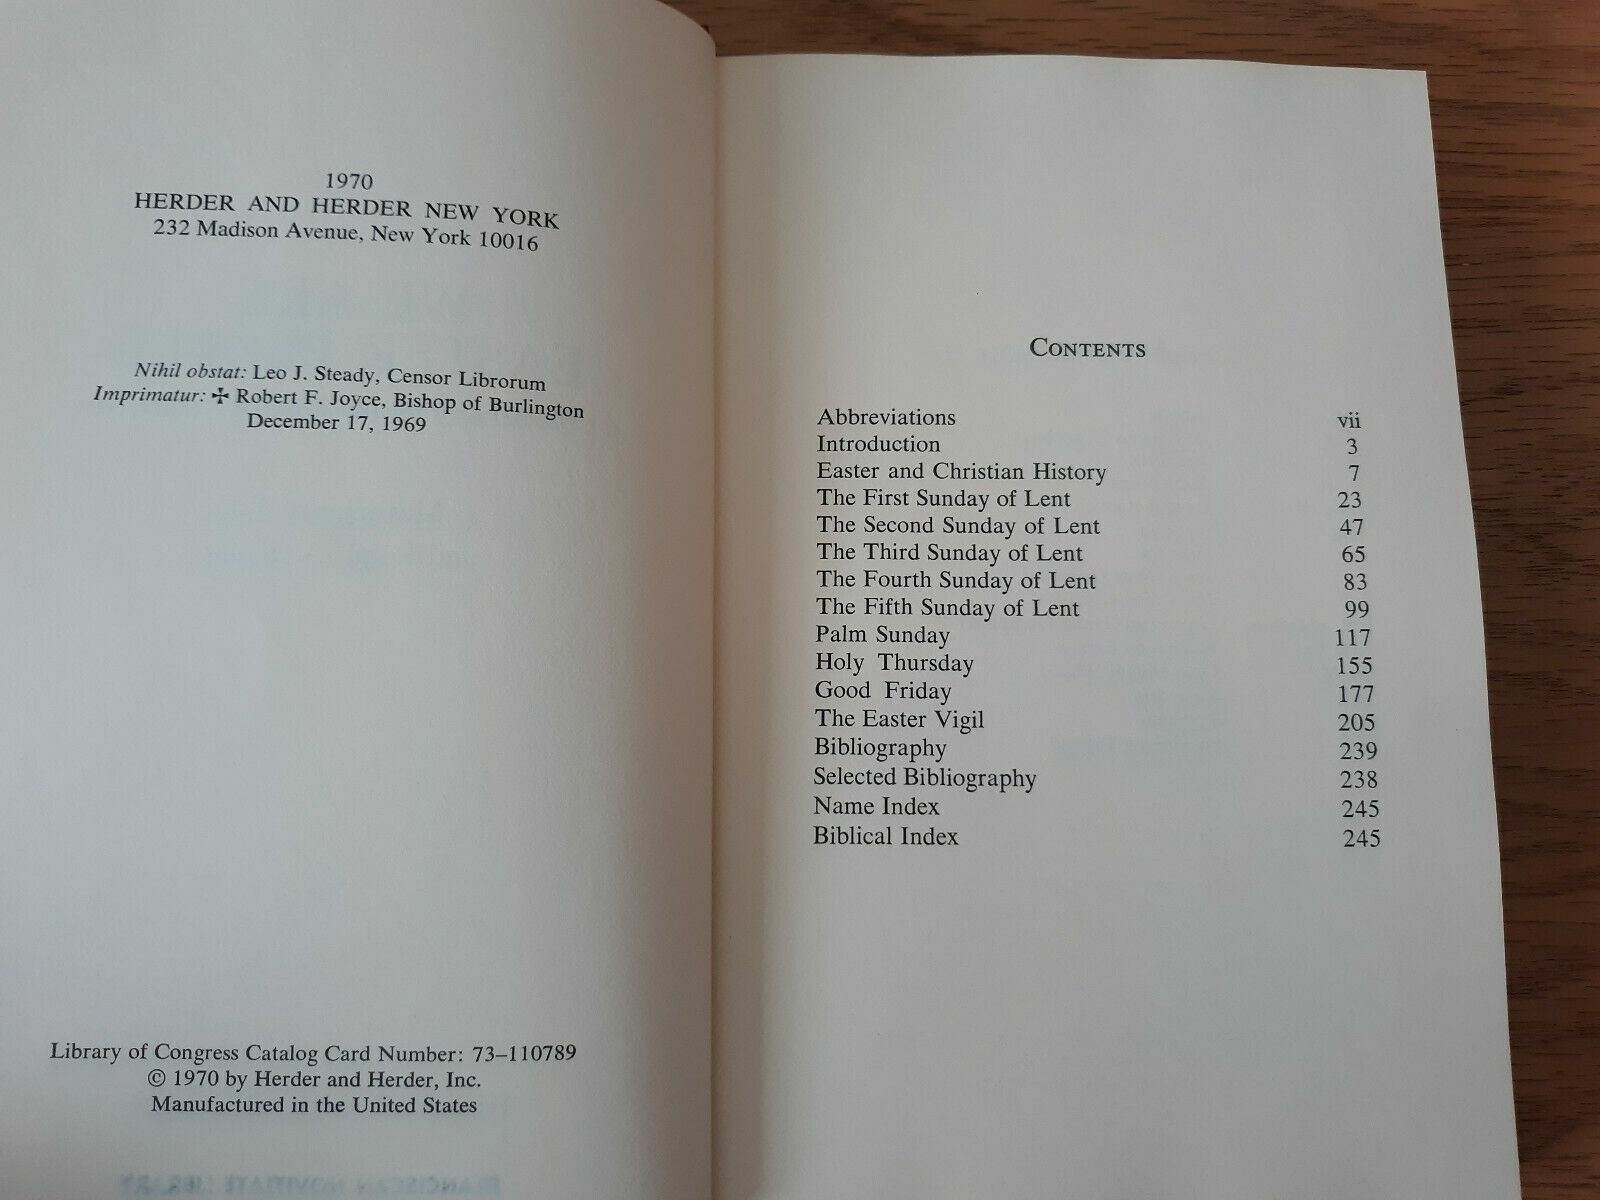 1970
HERDER AND HERDER NEW YORK
232 Madison Avenue, New York 10016
Nihil obstat: Leo J. Steady, Censor Librorum
Imprimatur: ✠ Robert F. Joyce, Bishop of Burlington
December 17, 1969
Library of Congress Catalog Card Number: 73–110789
© 1970 by Herder and Herder, Inc.
Manufactured in the United States
FRANCISCAN NOVITIATE LIBRARY
CONTENTS
Abbreviations vii
Introduction 3
Easter and Christian History 7
The First Sunday of Lent 23
The Second Sunday of Lent 47
The Third Sunday of Lent 65
The Fourth Sunday of Lent 83
The Fifth Sunday of Lent 99
Palm Sunday 117
Holy Thursday 155
Good Friday 177
The Easter Vigil 205
Bibliography 239
Selected Bibliography 238
Name Index 245
Biblical Index 245